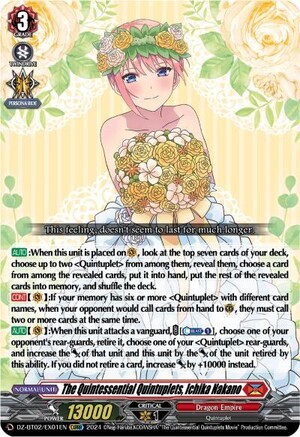 3
GRADE
TWINDRIVE
PERSONA RIDE
This feeling, doesn't seem to last for much longer.
AUTO :When this unit is placed on , look at the top seven cards of your deck,
choose up to two <Quintuplet> from among them, reveal them, choose a card
from among the revealed cards, put it into hand, put the rest of the revealed
cards into memory, and shuffle the deck.
CONT [ ]:If your memory has six or more <Quintuplet> with different card
names, when your opponent would call cards from hand to , they must call
two or more cards at the same time.
AUTO [ ]:When this unit attacks a vanguard, [ ], choose one of your
opponent's rear-guards, retire it, choose one of your other <Quintuplet> rear-guards,
and increase the of that unit and this unit by the of the unit retired by
this ability. If you did not retire a card, increase by +10000 instead.
NORMAL UNIT
The Quintessential Quintuplets, Ichika Nakano
POWER
13000
CRITICAL
1
Dragon Empire
Quintuplet
DZ-BT02/EX01EN
2024